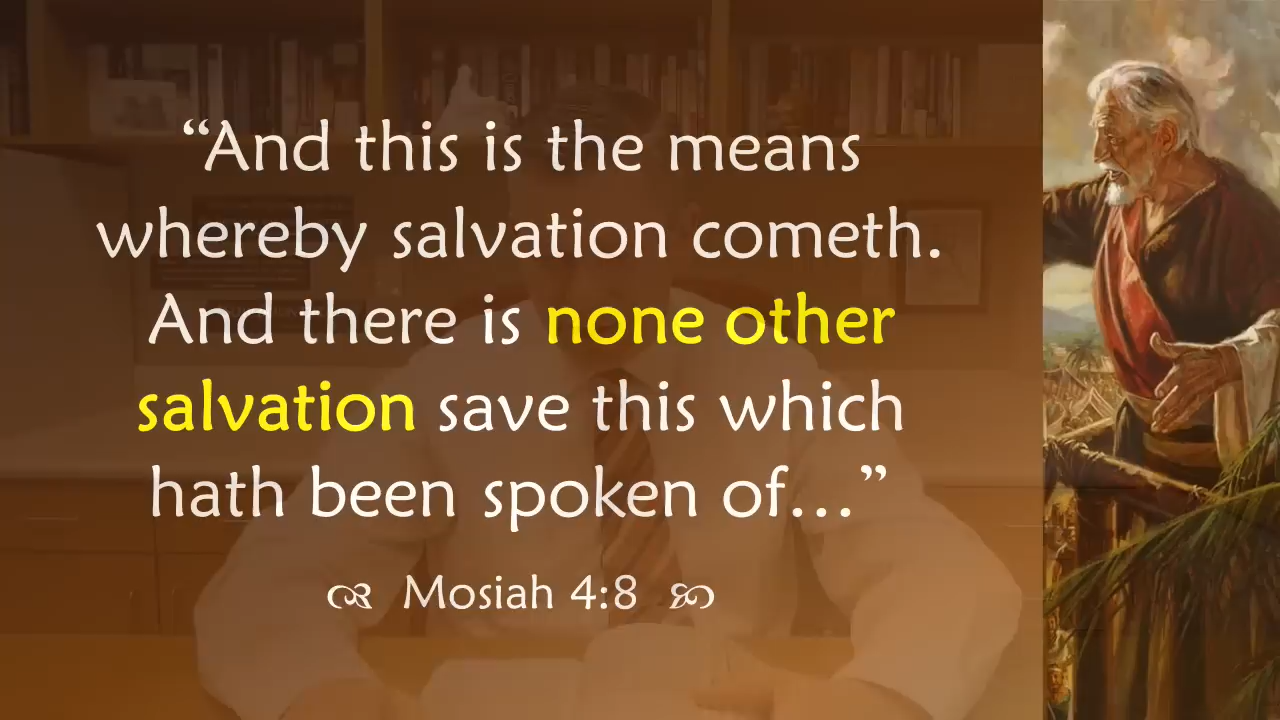 “And this is the means
whereby salvation cometh.
And there is none other
salvation save this which
hath been spoken of...”
Mosiah 4:8